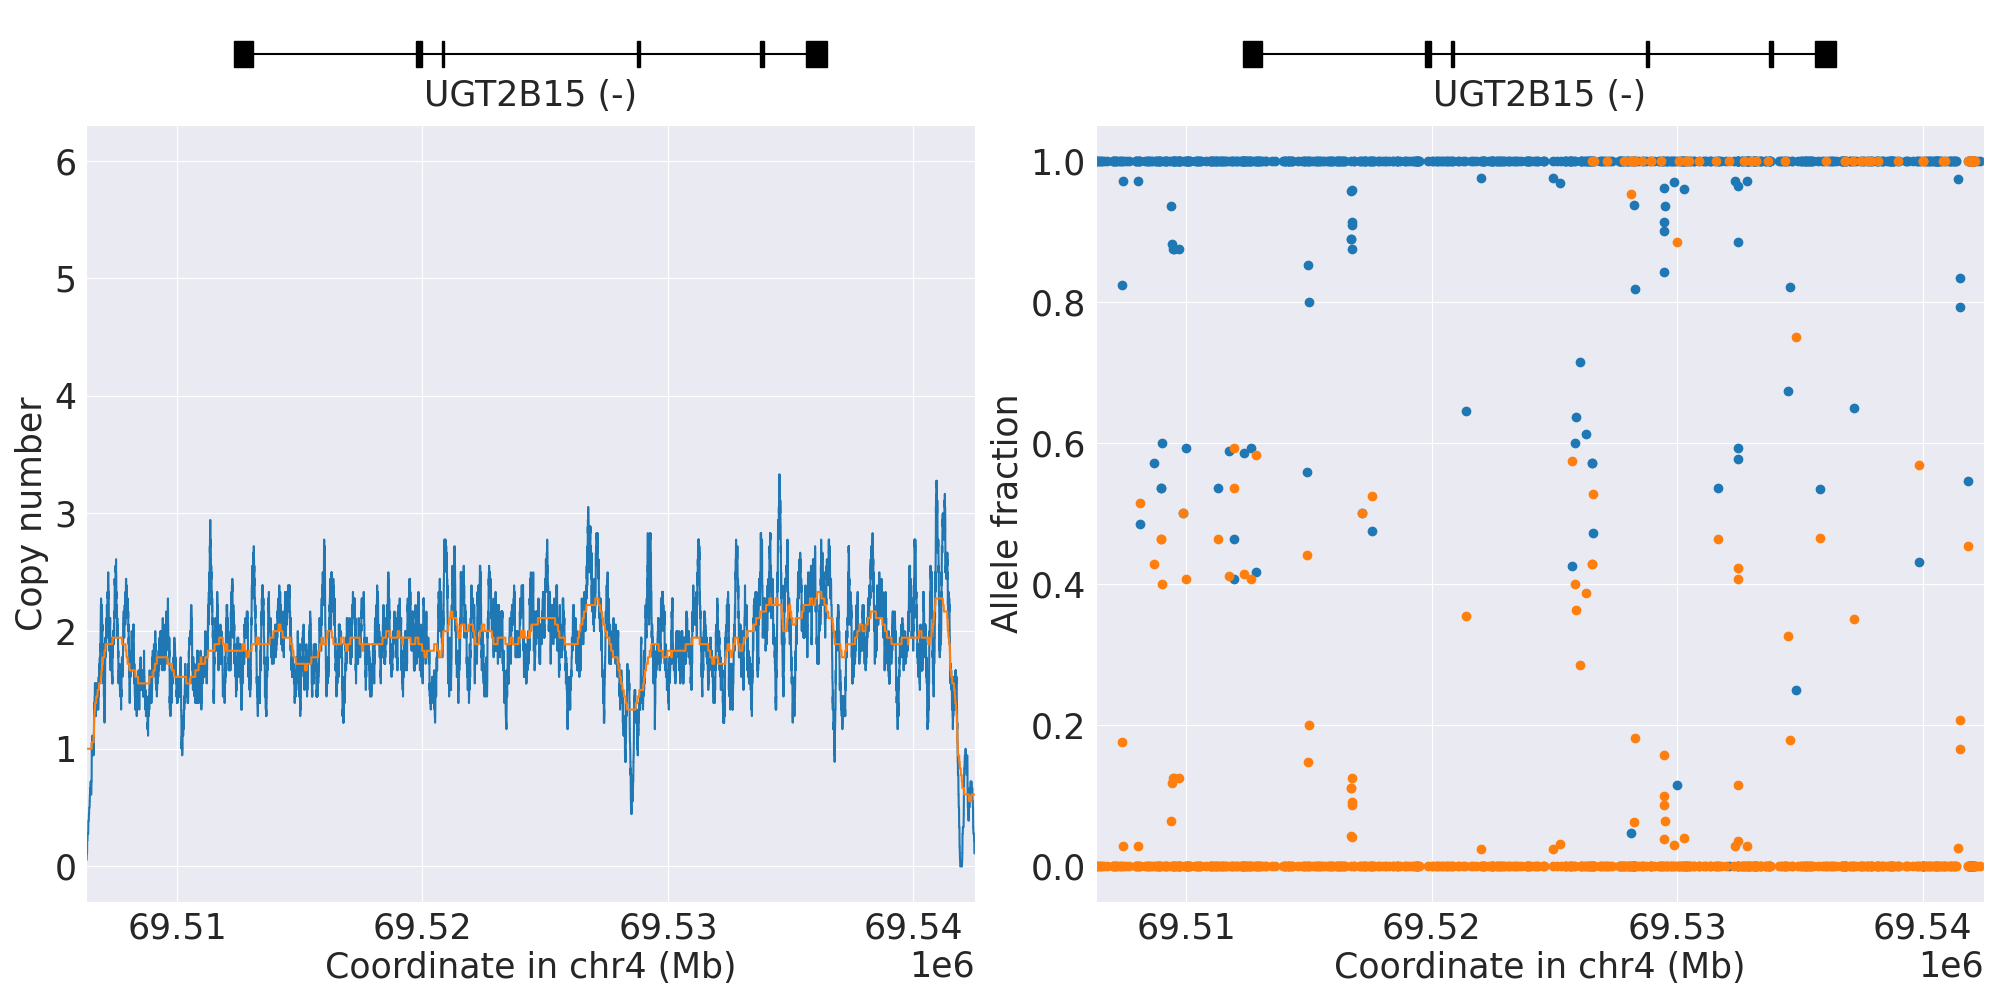 UGT2B15 (-)
Copy number
6
5
4
3
2
1
0
69.51 69.52 69.53 69.54
Coordinate in chr4 (Mb) 1e6
UGT2B15 (-)
Allele fraction
1.0
0.8
0.6
0.4
0.2
0.0
69.51 69.52 69.53 69.54
Coordinate in chr4 (Mb) 1e6